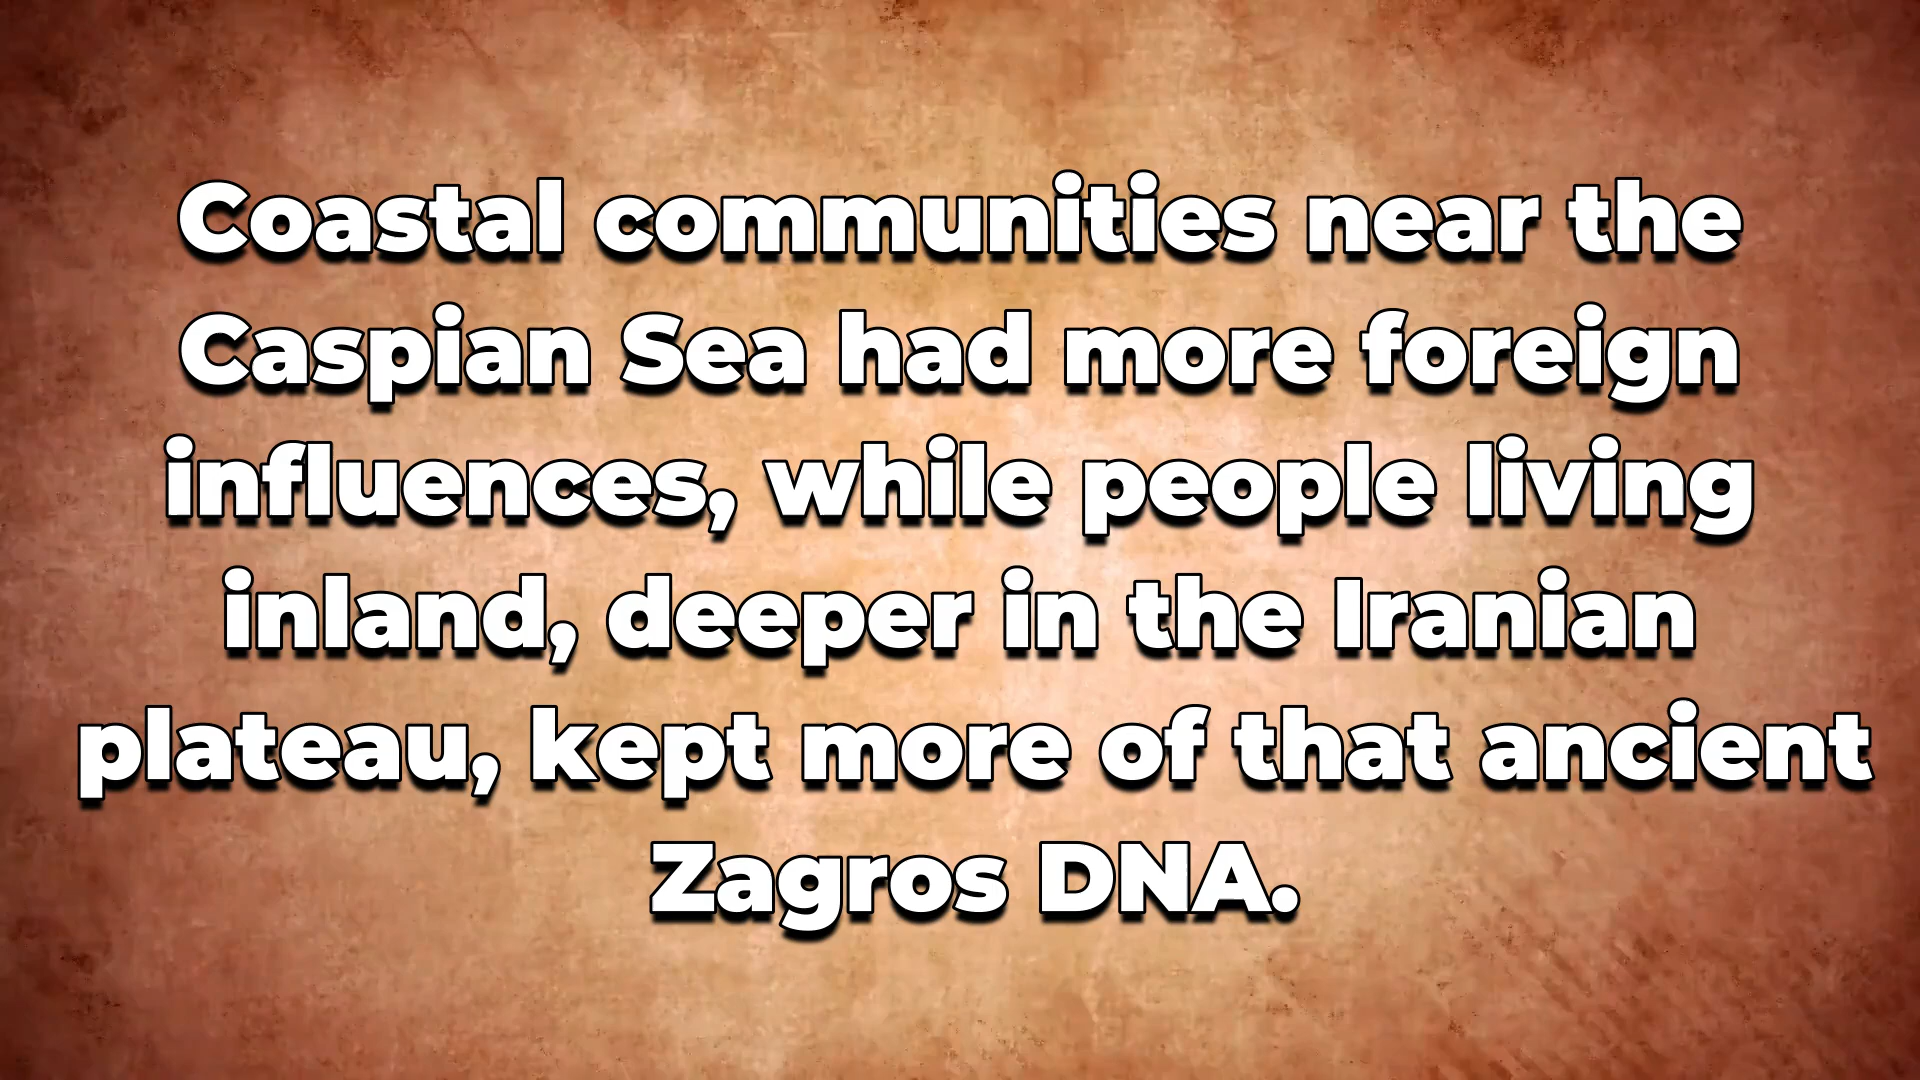 Coastal communities near the
Caspian Sea had more foreign
influences, while people living
inland, deeper in the Iranian
plateau, kept more of that ancient
Zagros DNA.